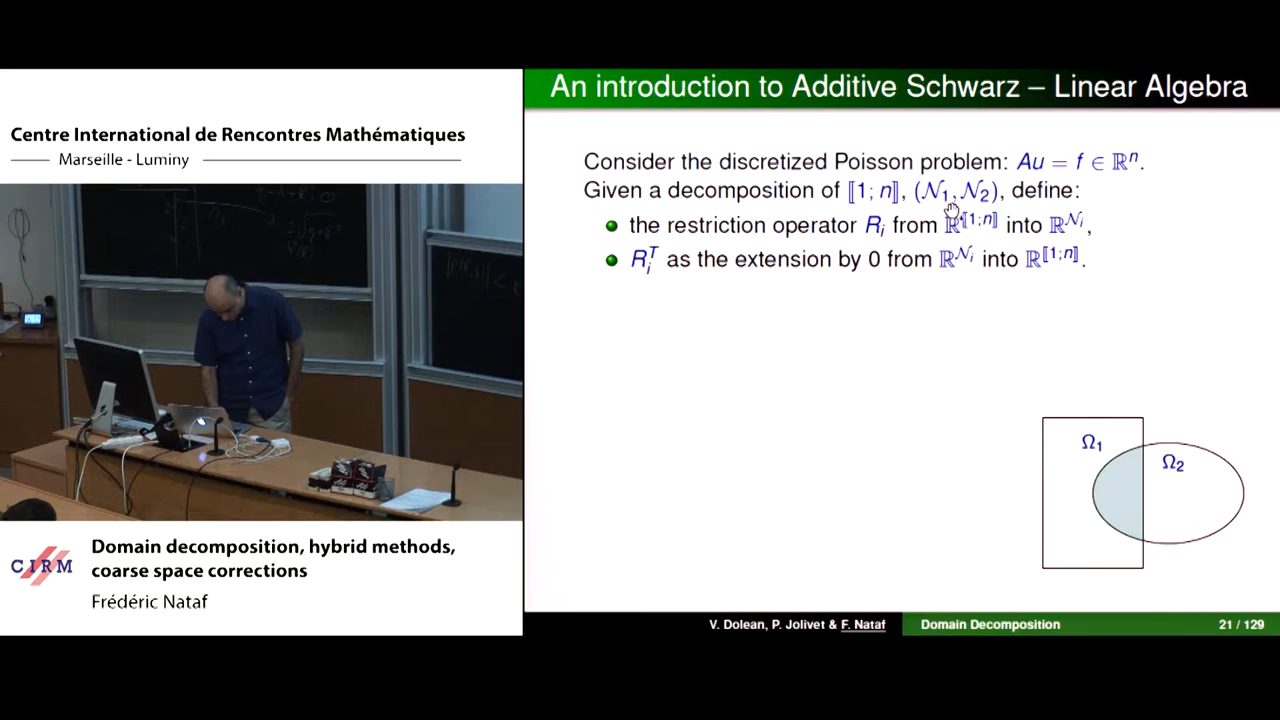 Centre International de Rencontres Mathématiques
Marseille - Luminy
An introduction to Additive Schwarz – Linear Algebra
Consider the discretized Poisson problem: Au = f ∈ ℝⁿ.
Given a decomposition of ⟦1; n⟧, (𝒩₁, 𝒩₂), define:
the restriction operator Rᵢ from ℝ^⟦1;n⟧ into ℝ^𝒩ᵢ,
Rᵢᵀ as the extension by 0 from ℝ^𝒩ᵢ into ℝ^⟦1;n⟧.
Ω₁
Ω₂
CIRM
Domain decomposition, hybrid methods,
coarse space corrections
Frédéric Nataf
V. Dolean, P. Jolivet & F. Nataf
Domain Decomposition
21 / 129